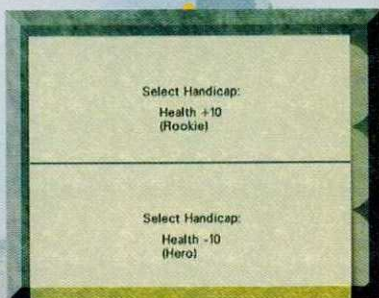 Select Handicap:
Health +10
(Rookie)
Select Handicap:
Health -10
(Hero)